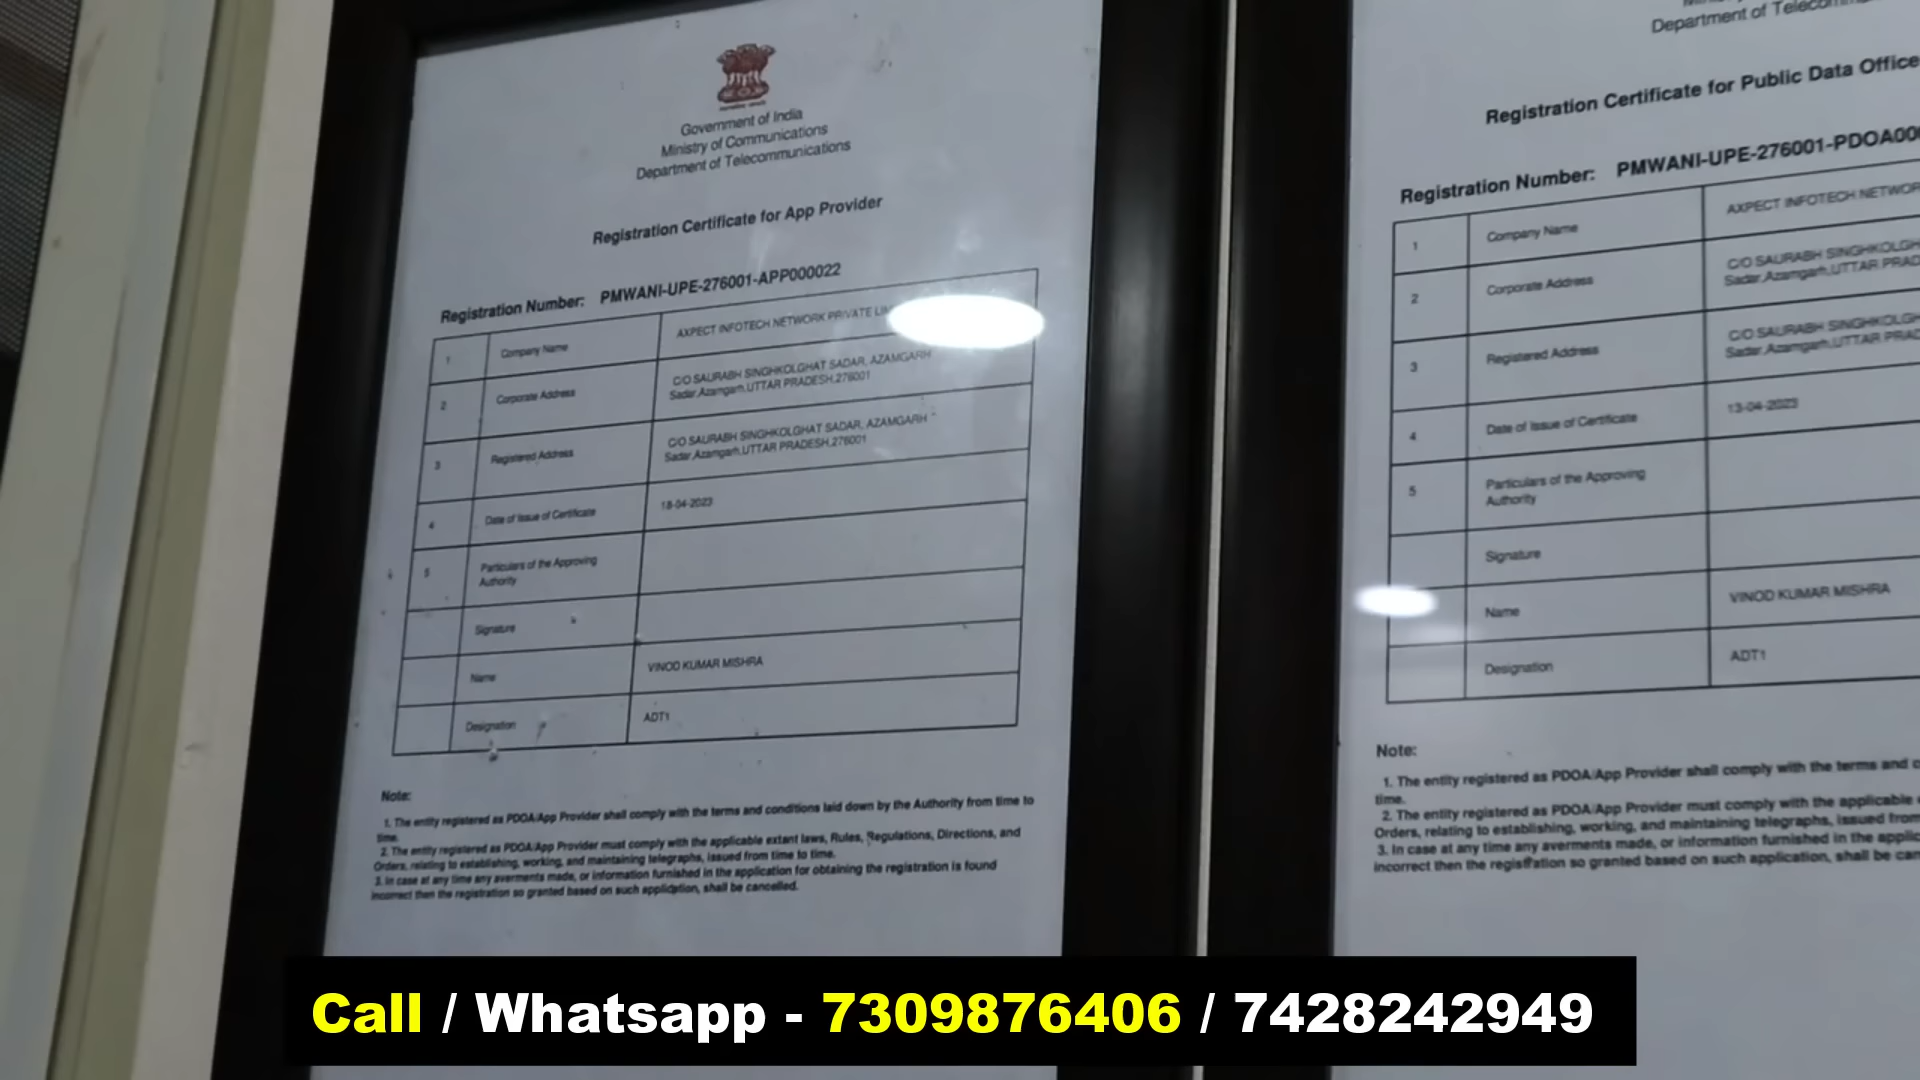 Government of India
Ministry of Communications
Department of Telecommunications
Registration Certificate for App Provider
Registration Number: PMWANI-UPE-276001-APP000022
1 Company Name AXPECT INFOTECH NETWORK PRIVATE
2 Corporate Address C/O SAURABH SINGHKOLGHAT SADAR, AZAMGARH
Sadar,Azamgarh,UTTAR PRADESH,276001
3 Registered Address C/O SAURABH SINGHKOLGHAT SADAR, AZAMGARH
Sadar,Azamgarh,UTTAR PRADESH,276001
4 Date of Issue of Certificate 18-04-2023
5 Particulars of the Approving
Authority
Signature
Name VINOD KUMAR MISHRA
Designation ADT1
Note:
1. The entity registered as PDOA/App Provider shall comply with the terms and conditions laid down by the Authority from time to
time.
2. The entity registered as PDOA/App Provider must comply with the applicable extant laws, Rules, Regulations, Directions, and
Orders, relating to establishing, working, and maintaining telegraphs, issued from time to time.
3. In case at any time any averments made, or information furnished in the application for obtaining the registration is found
incorrect then the registration so granted based on such application, shall be cancelled.
Department of
Registration Certificate for Public Data Office
Registration Number: PMWANI-UPE-276001-PDOA00
1 Company Name AXPECT INFOTECH
2 Corporate Address C/O SAURABH
Sadar,Azamgarh,UTTAR
3 Registered Address C/O SAURABH
Sadar,Azamgarh,UTTAR
4 Date of Issue of Certificate 13-04-2023
5 Particulars of the Approving
Authority
Signature
Name VINOD KUMAR MISHRA
Designation ADT1
Note:
1. The entity registered as PDOA/App Provider shall comply with the terms and
time.
2. The entity registered as PDOA/App Provider must comply with the applicable
Orders, relating to establishing, working, and maintaining telegraphs, issued from
3. In case at any time any averments made, or information furnished in the
incorrect then the registration so granted based on such application, shall be
Call / Whatsapp - 7309876406 / 7428242949